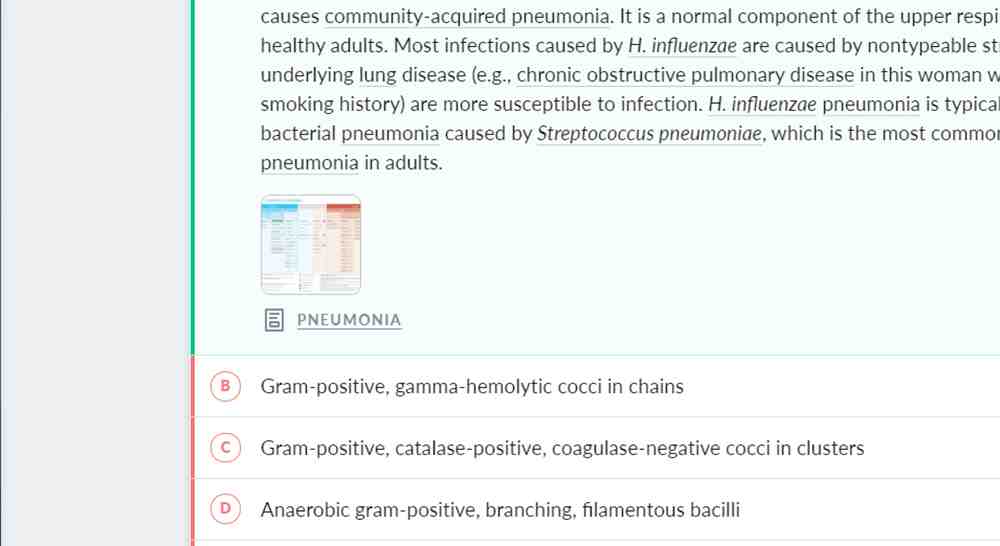 causes community-acquired pneumonia. It is a normal component of the upper respi
healthy adults. Most infections caused by H. influenzae are caused by nontypeable st
underlying lung disease (e.g., chronic obstructive pulmonary disease in this woman w
smoking history) are more susceptible to infection. H. influenzae pneumonia is typica
bacterial pneumonia caused by Streptococcus pneumoniae, which is the most commo
pneumonia in adults.
PNEUMONIA
B Gram-positive, gamma-hemolytic cocci in chains
C Gram-positive, catalase-positive, coagulase-negative cocci in clusters
D Anaerobic gram-positive, branching, filamentous bacilli